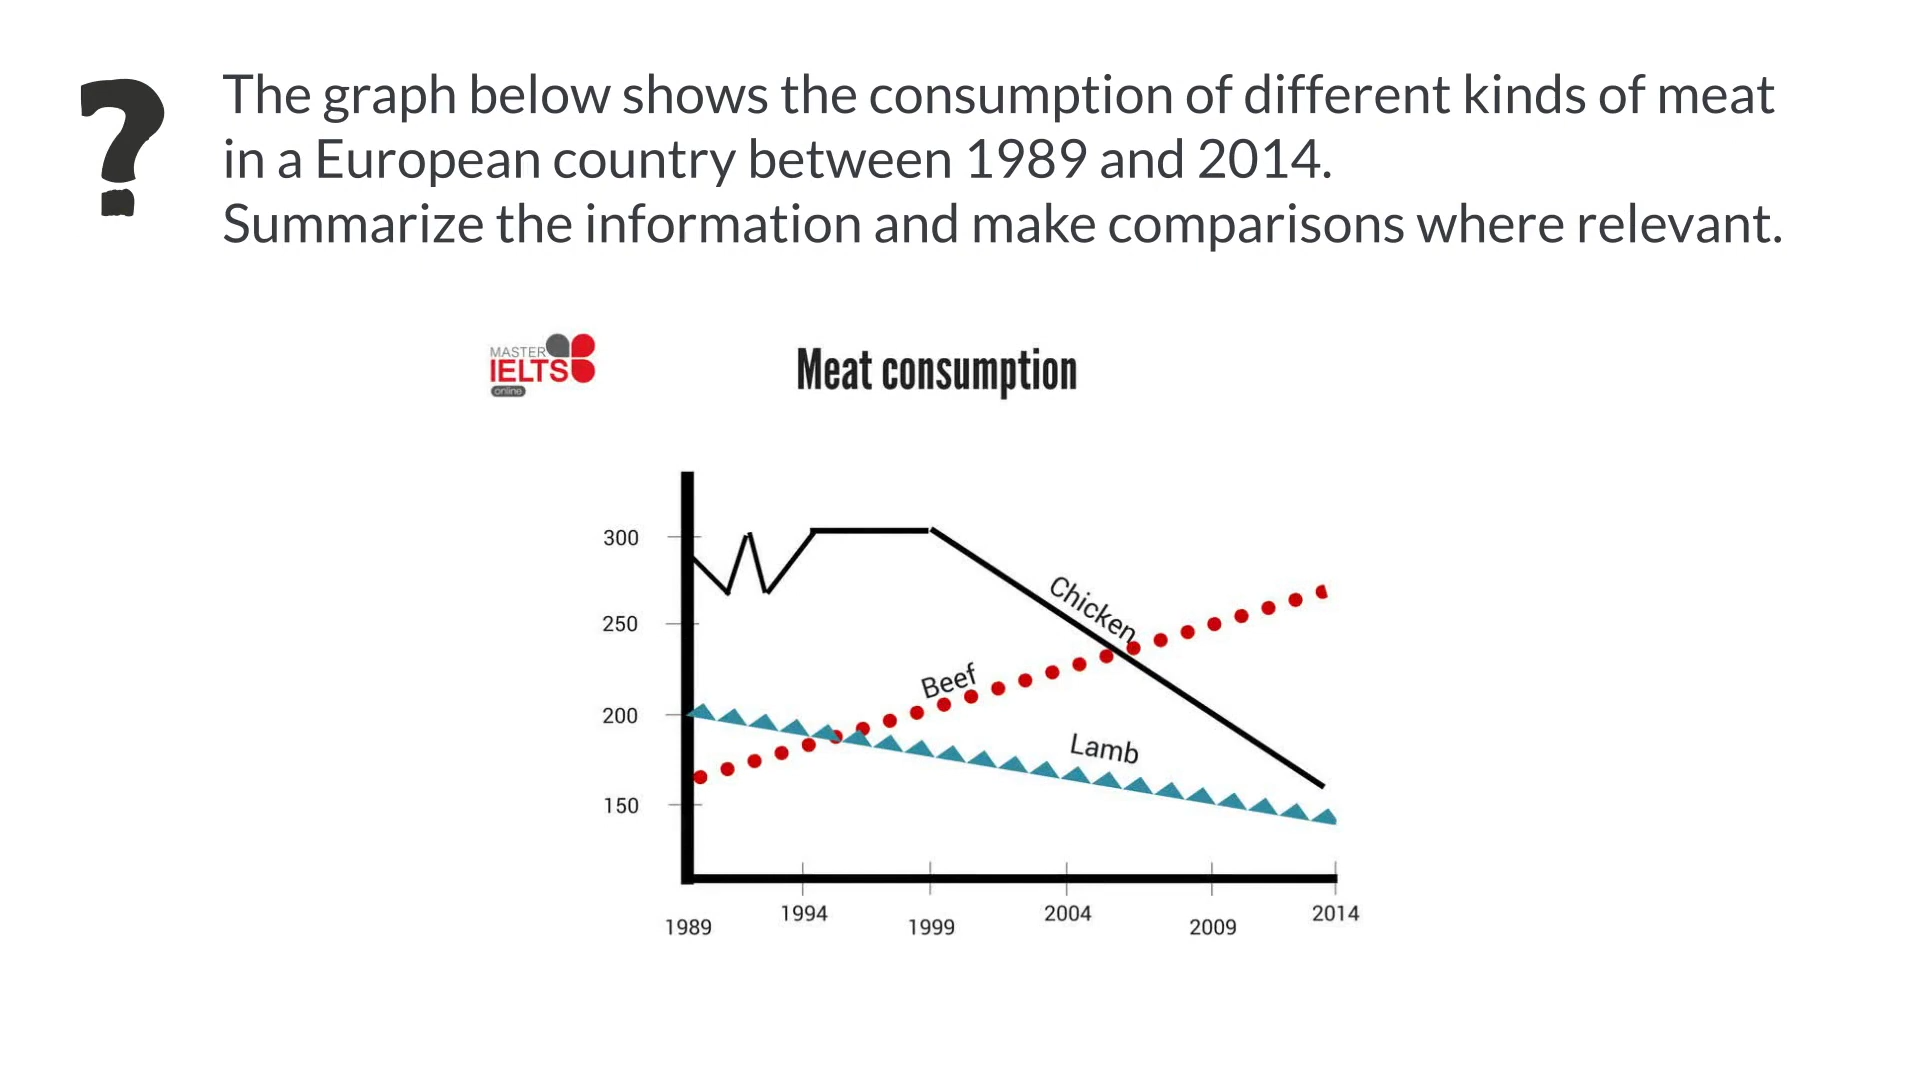 ?
The graph below shows the consumption of different kinds of meat
in a European country between 1989 and 2014.
Summarize the information and make comparisons where relevant.
MASTER
IELTS
online
Meat consumption
300
250
200
150
Chicken
Beef
Lamb
1989
1994
1999
2004
2009
2014